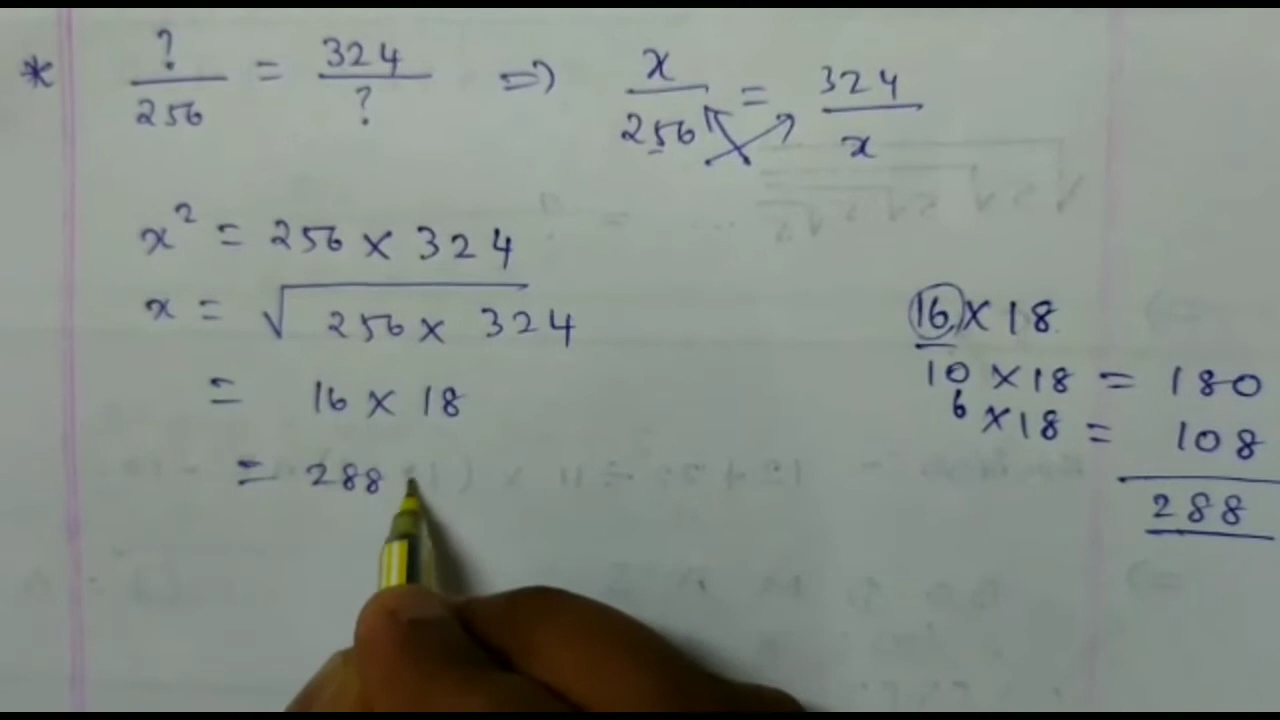 * ?/256 = 324/? => x/256 = 324/x
x² = 256 × 324
x = √256 × 324
= 16 × 18
= 288
16 × 18
10 × 18 = 180
6 × 18 = 108
288